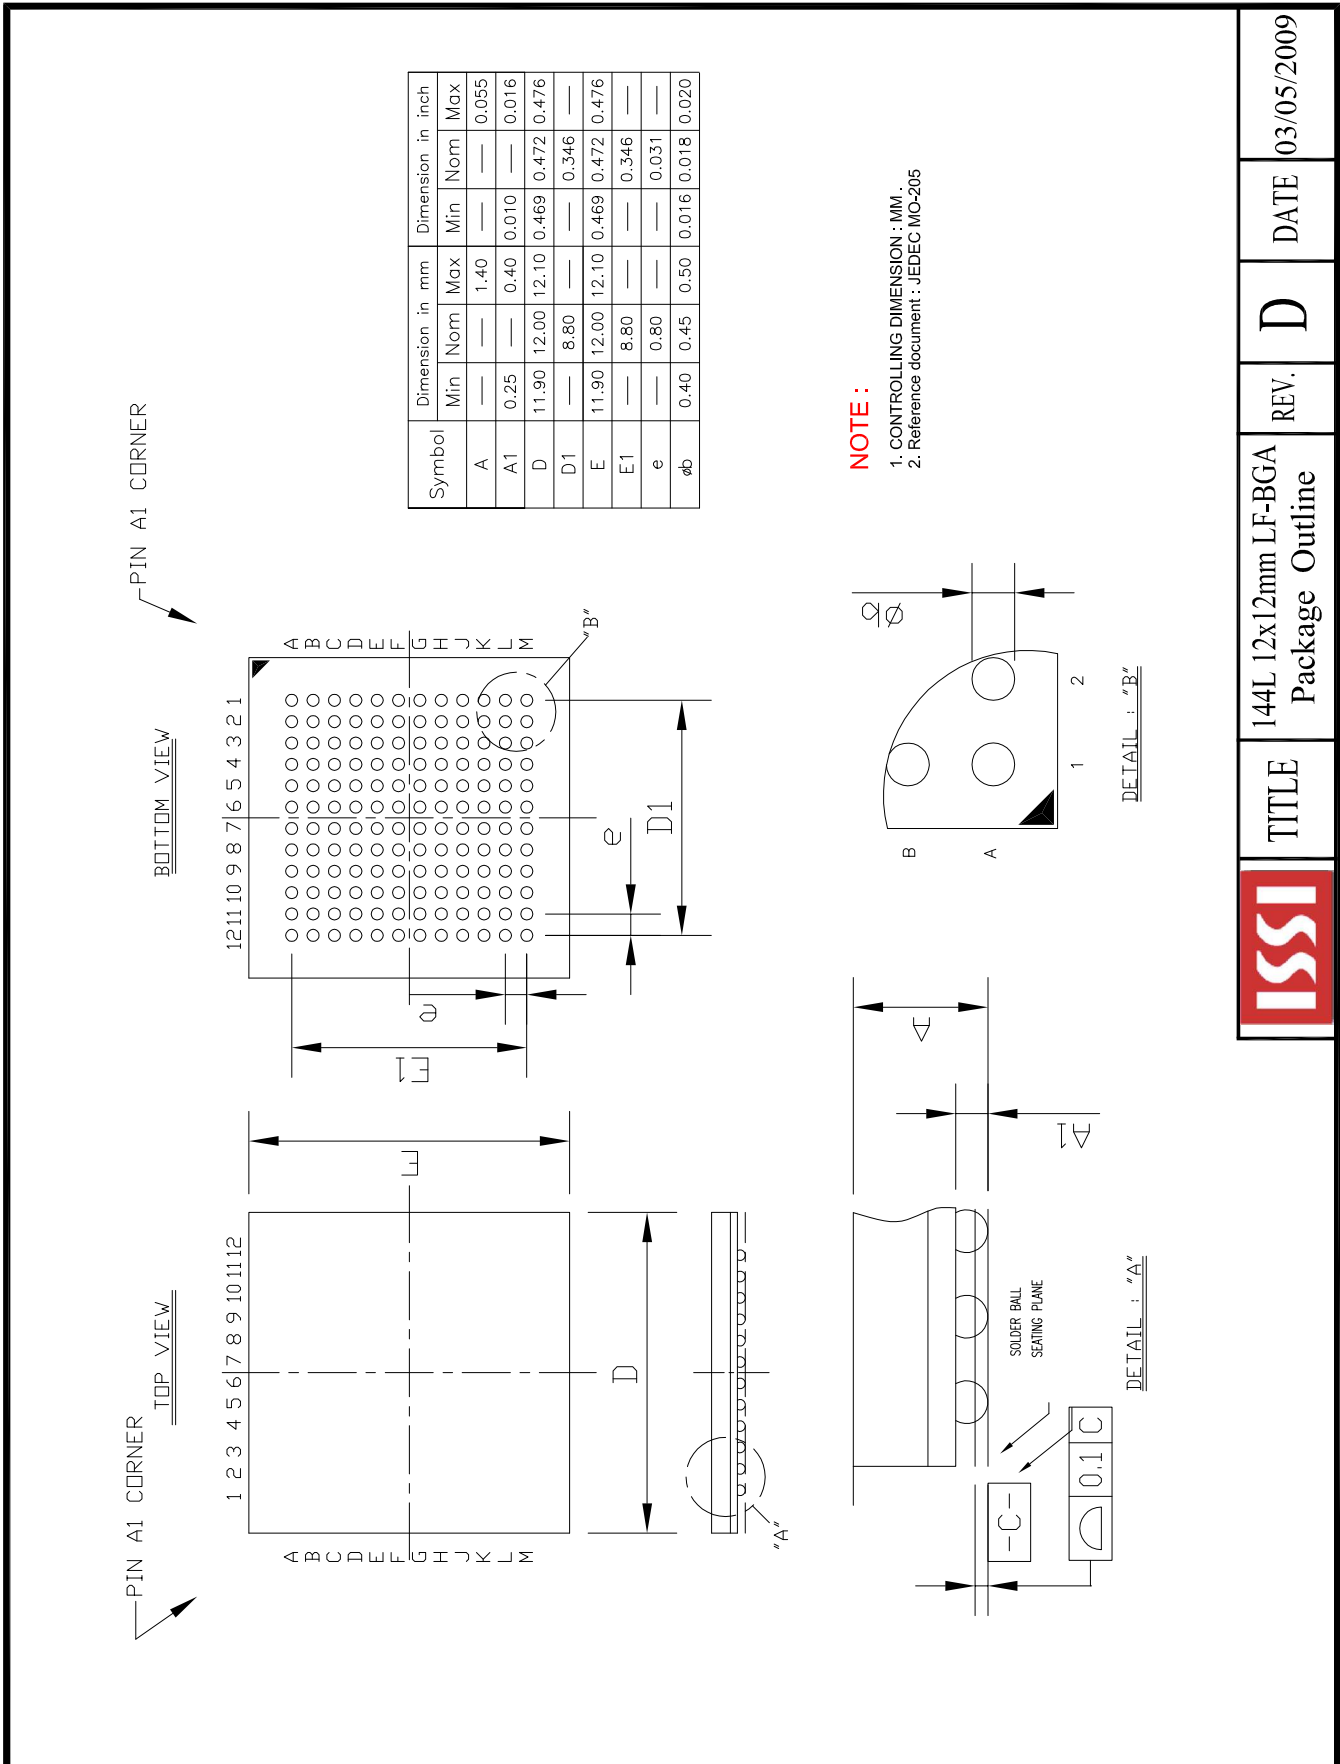 PIN A1 CORNER
TOP VIEW
1 2 3 4 5 6 7 8 9 10 11 12
A
B
C
D
E
F
G
H
J
K
L
M
E
D
"A"
PIN A1 CORNER
BOTTOM VIEW
12 11 10 9 8 7 6 5 4 3 2 1
A
B
C
D
E
F
G
H
J
K
L
M
"B"
E1
e
e
D1
Symbol Dimension in mm Dimension in inch
Min Nom Max Min Nom Max
A — — 1.40 — — 0.055
A1 0.25 — 0.40 0.010 — 0.016
D 11.90 12.00 12.10 0.469 0.472 0.476
D1 — 8.80 — — 0.346 —
E 11.90 12.00 12.10 0.469 0.472 0.476
E1 — 8.80 — — 0.346 —
e — 0.80 — — 0.031 —
øb 0.40 0.45 0.50 0.016 0.018 0.020
NOTE :
1. CONTROLLING DIMENSION : MM .
2. Reference document : JEDEC MO-205
A
A1
SOLDER BALL
SEATING PLANE
-C-
⌓ 0.1 C
DETAIL : "A"
Øb
B
A
1 2
DETAIL : "B"
ISSI
TITLE
144L 12x12mm LF-BGA
Package Outline
REV.
D
DATE
03/05/2009